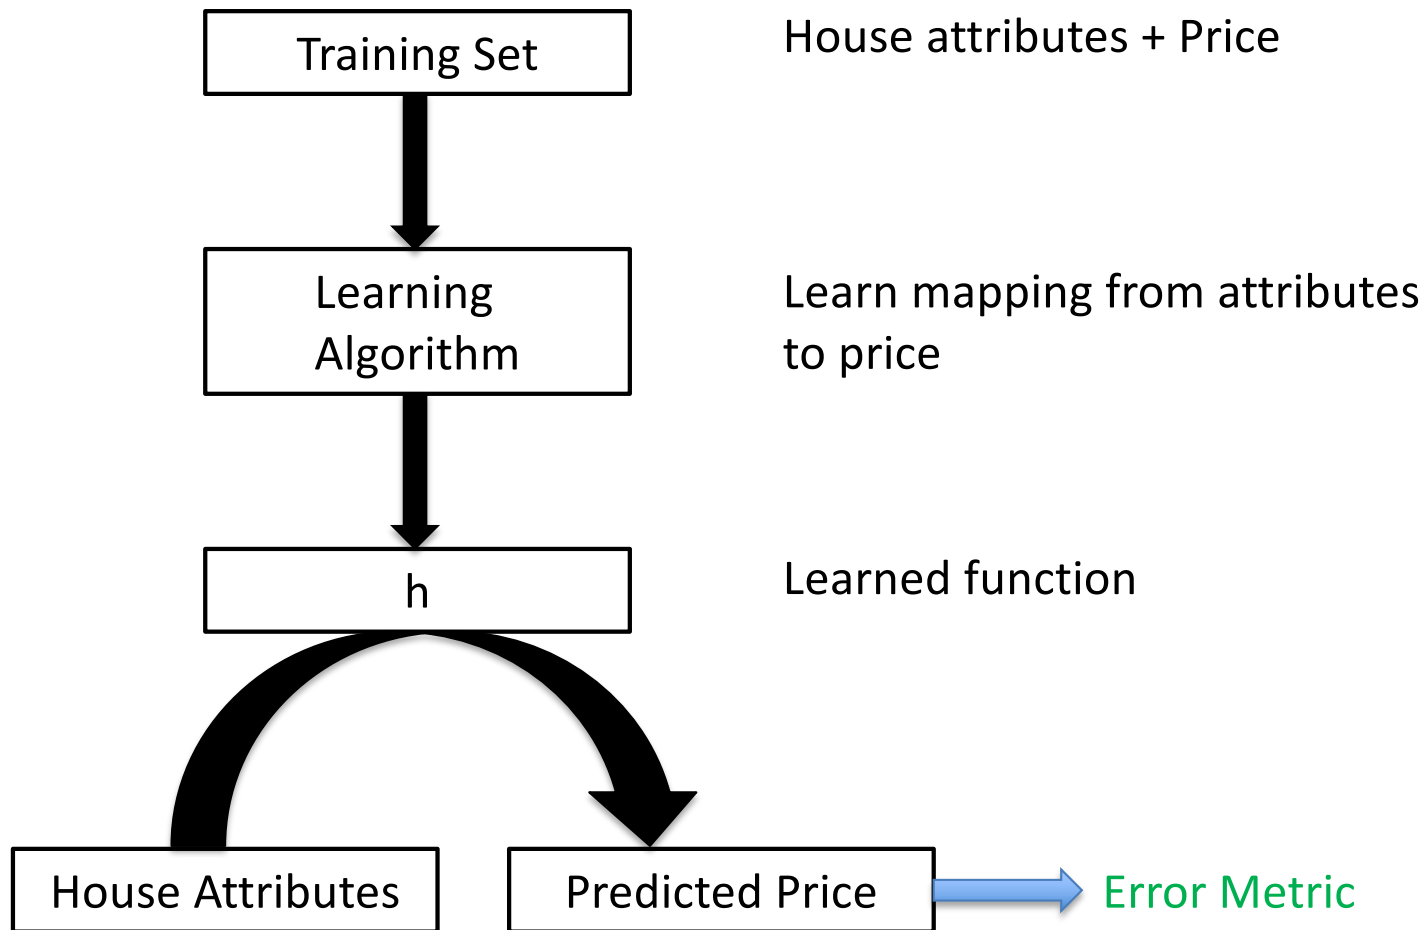 Training Set
House attributes + Price
Learning
Algorithm
Learn mapping from attributes
to price
h
Learned function
House Attributes
Predicted Price
Error Metric